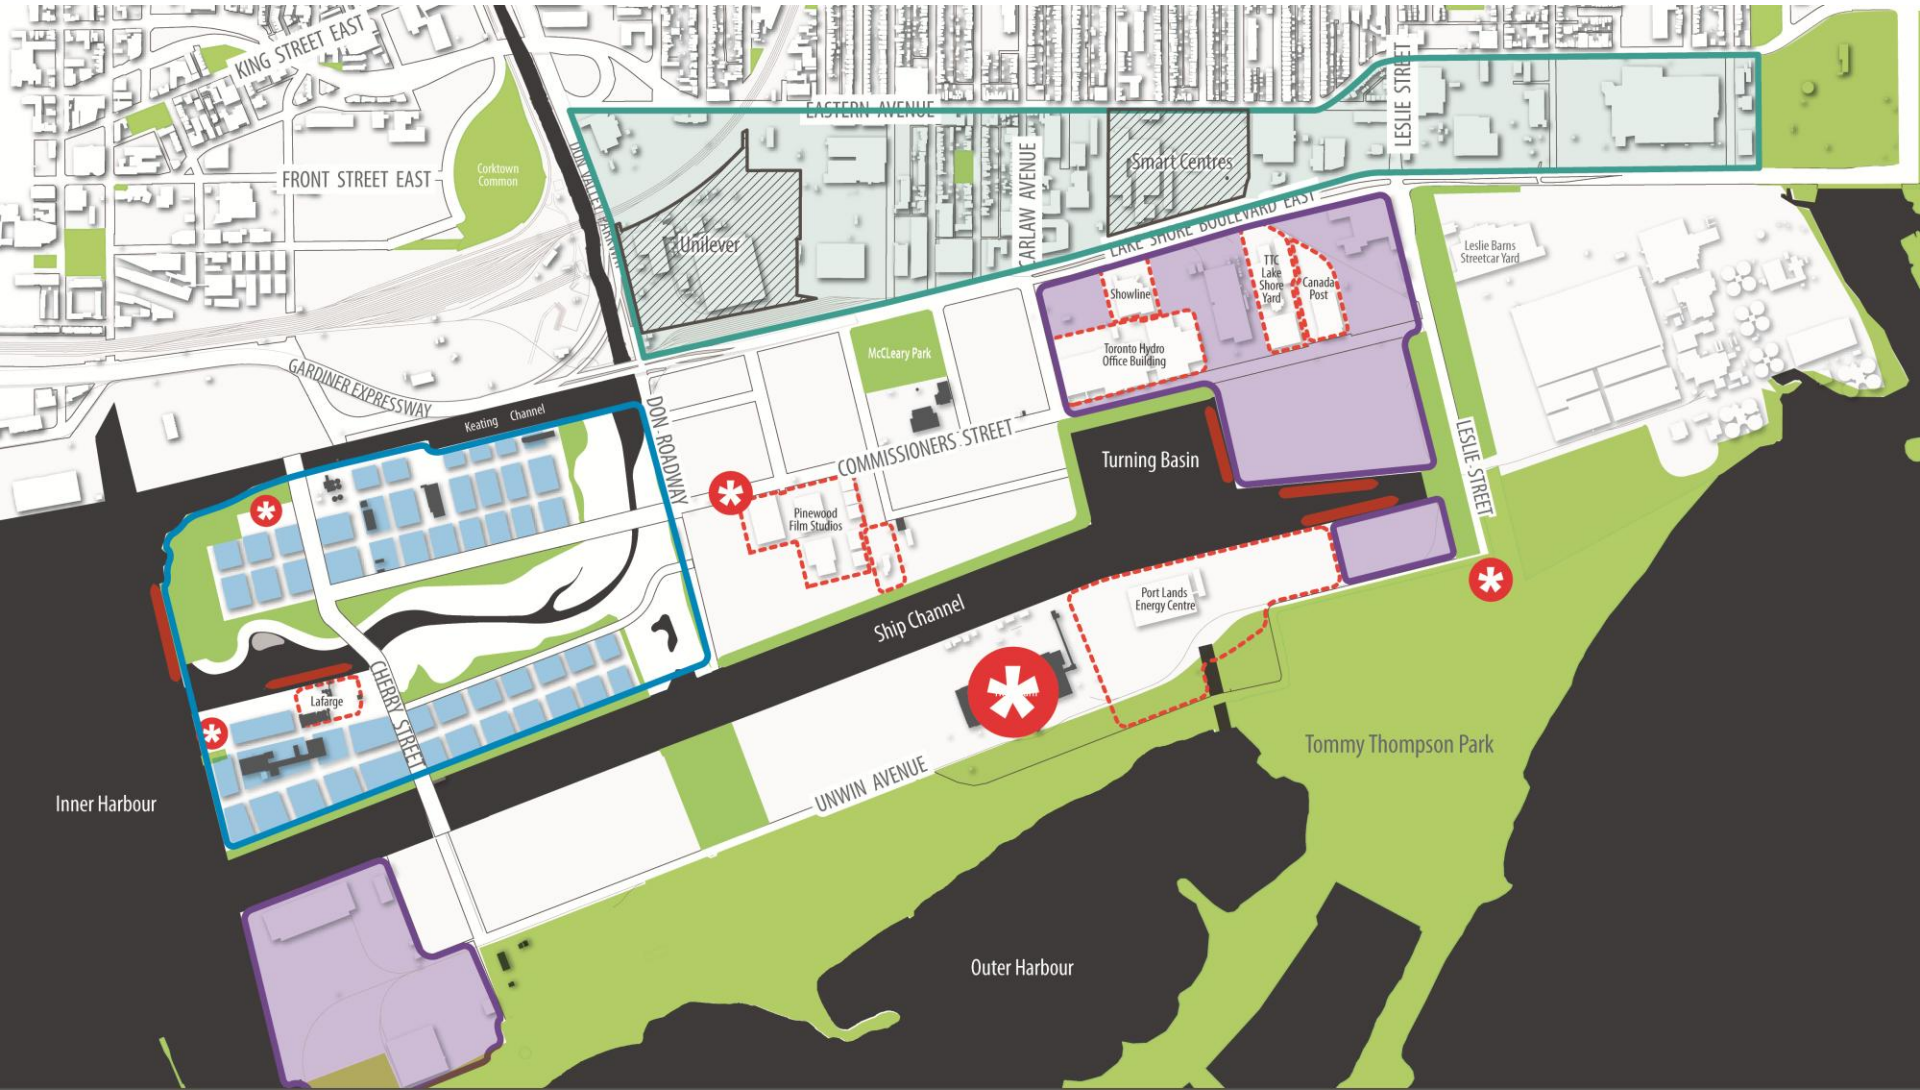 KING STREET EAST
EASTERN AVENUE
LESLIE STREET
FRONT STREET EAST
Corktown
Common
DON VALLEY PARKWAY
Smart Centres
CARLAW AVENUE
Unilever
LAKE SHORE BOULEVARD EAST
Leslie Barns
Streetcar Yard
TTC
Lake
Shore
Yard
Canada
Post
Showline
Toronto Hydro
Office Building
McCleary Park
GARDINER EXPRESSWAY
Keating Channel
DON ROADWAY
COMMISSIONERS STREET
Turning Basin
LESLIE STREET
Pinewood
Film Studios
Port Lands
Energy Centre
Ship Channel
CHERRY STREET
Lafarge
Tommy Thompson Park
UNWIN AVENUE
Inner Harbour
Outer Harbour